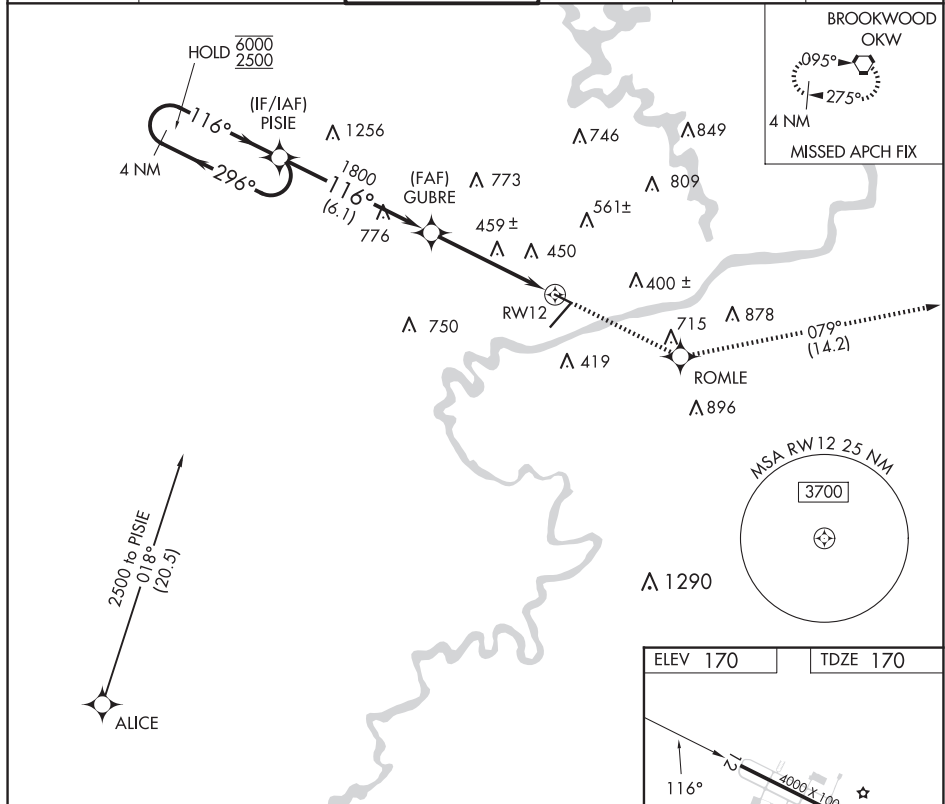 BROOKWOOD
OKW
095°
275°
4 NM
MISSED APCH FIX
HOLD 6000
2500
(IF/IAF)
PISIE
116°
296°
4 NM
1256
746
849
1800
116°
(6.1)
(FAF)
GUBRE
773
809
776
459 ±
561±
450
RW12
400 ±
750
715
878
079°
(14.2)
419
ROMLE
896
MSA RW12 25 NM
3700
2500 to PISIE
018°
(20.5)
1290
ALICE
ELEV 170
TDZE 170
12
4000 X 100
116°